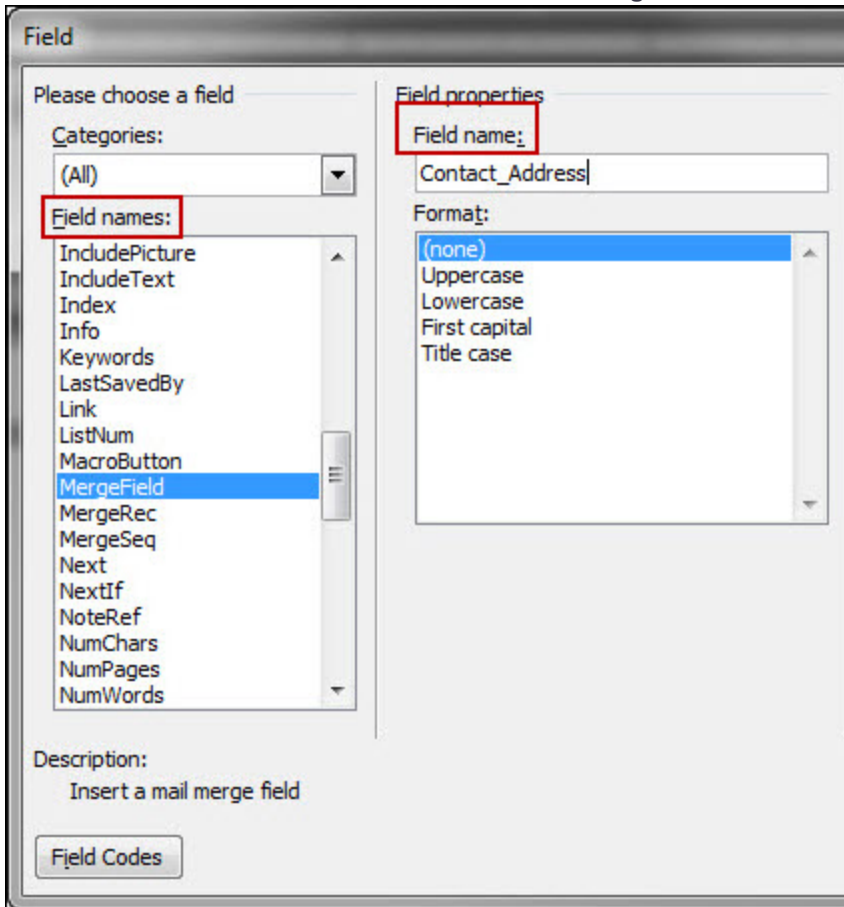 Field
Please choose a field
Categories:
(All)
Field names:
IncludePicture
IncludeText
Index
Info
Keywords
LastSavedBy
Link
ListNum
MacroButton
MergeField
MergeRec
MergeSeq
Next
NextIf
NoteRef
NumChars
NumPages
NumWords
Field properties
Field name:
Contact_Address
Format:
(none)
Uppercase
Lowercase
First capital
Title case
Description:
Insert a mail merge field
Field Codes